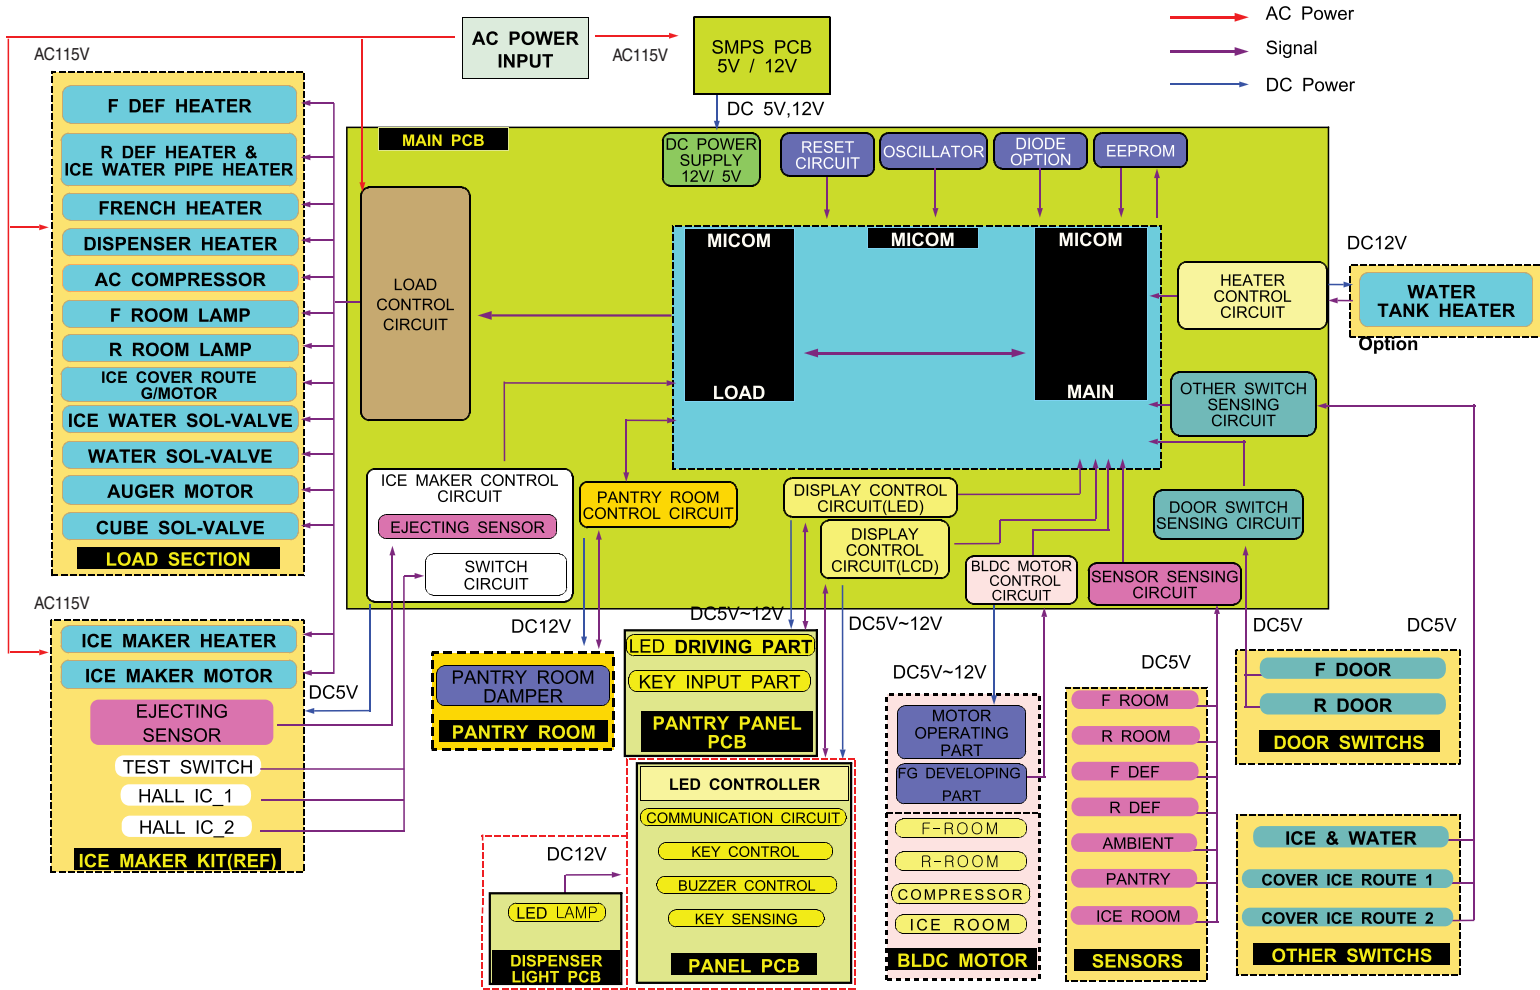 AC Power
Signal
DC Power
AC POWER
INPUT
AC115V
AC115V
SMPS PCB
5V / 12V
DC 5V,12V
F DEF HEATER
R DEF HEATER &
ICE WATER PIPE HEATER
FRENCH HEATER
DISPENSER HEATER
AC COMPRESSOR
F ROOM LAMP
R ROOM LAMP
ICE COVER ROUTE
G/MOTOR
ICE WATER SOL-VALVE
WATER SOL-VALVE
AUGER MOTOR
CUBE SOL-VALVE
LOAD SECTION
MAIN PCB
DC POWER
SUPPLY
12V/ 5V
RESET
CIRCUIT
OSCILLATOR
DIODE
OPTION
EEPROM
LOAD
CONTROL
CIRCUIT
MICOM
LOAD
MICOM
MICOM
MAIN
HEATER
CONTROL
CIRCUIT
DC12V
WATER
TANK HEATER
Option
OTHER SWITCH
SENSING
CIRCUIT
DOOR SWITCH
SENSING CIRCUIT
ICE MAKER CONTROL
CIRCUIT
EJECTING SENSOR
SWITCH
CIRCUIT
PANTRY ROOM
CONTROL CIRCUIT
DISPLAY CONTROL
CIRCUIT(LED)
DISPLAY
CONTROL
CIRCUIT(LCD)
BLDC MOTOR
CONTROL
CIRCUIT
SENSOR SENSING
CIRCUIT
AC115V
ICE MAKER HEATER
ICE MAKER MOTOR
DC5V
EJECTING
SENSOR
TEST SWITCH
HALL IC_1
HALL IC_2
ICE MAKER KIT(REF)
DC12V
PANTRY ROOM
DAMPER
PANTRY ROOM
DC5V~12V
LED DRIVING PART
KEY INPUT PART
PANTRY PANEL
PCB
DC5V~12V
LED CONTROLLER
COMMUNICATION CIRCUIT
KEY CONTROL
BUZZER CONTROL
KEY SENSING
PANEL PCB
DC12V
LED LAMP
DISPENSER
LIGHT PCB
DC5V~12V
MOTOR
OPERATING
PART
FG DEVELOPING
PART
F-ROOM
R-ROOM
COMPRESSOR
ICE ROOM
BLDC MOTOR
DC5V
F ROOM
R ROOM
F DEF
R DEF
AMBIENT
PANTRY
ICE ROOM
SENSORS
DC5V
DC5V
F DOOR
R DOOR
DOOR SWITCHS
ICE & WATER
COVER ICE ROUTE 1
COVER ICE ROUTE 2
OTHER SWITCHS